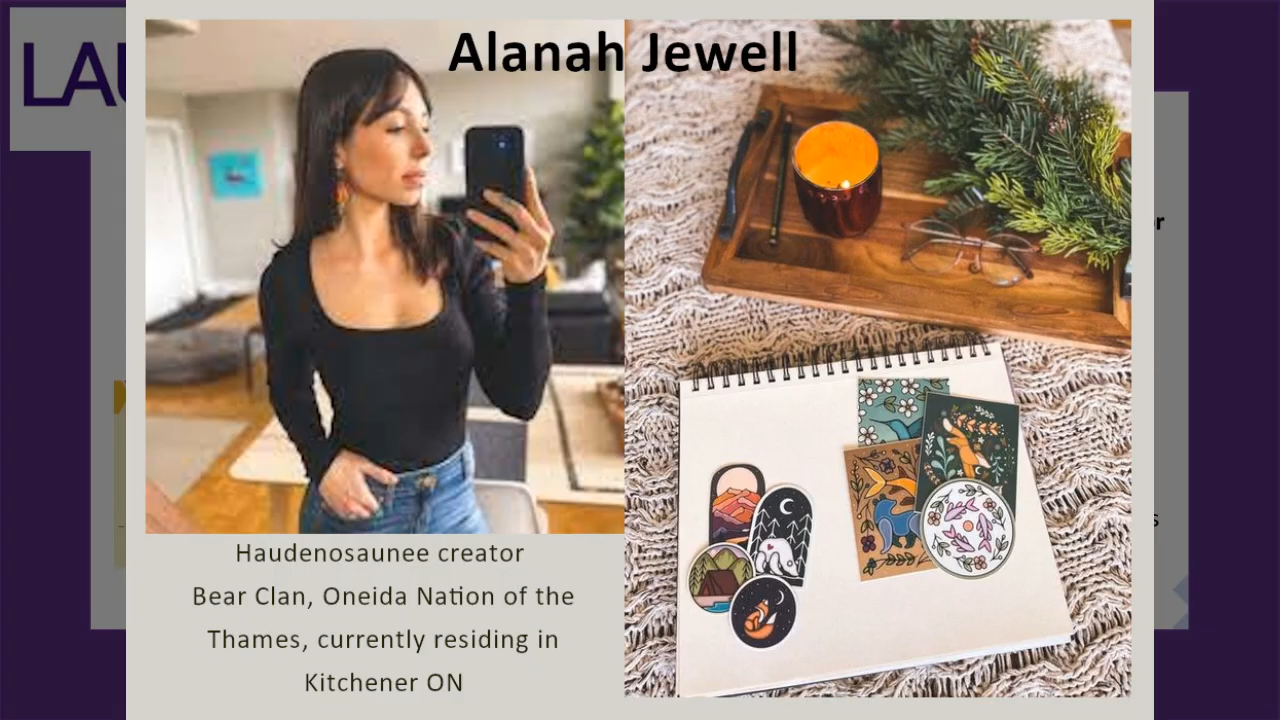 Alanah Jewell
LAU
r
Haudenosaunee creator
Bear Clan, Oneida Nation of the
Thames, currently residing in
Kitchener ON
s